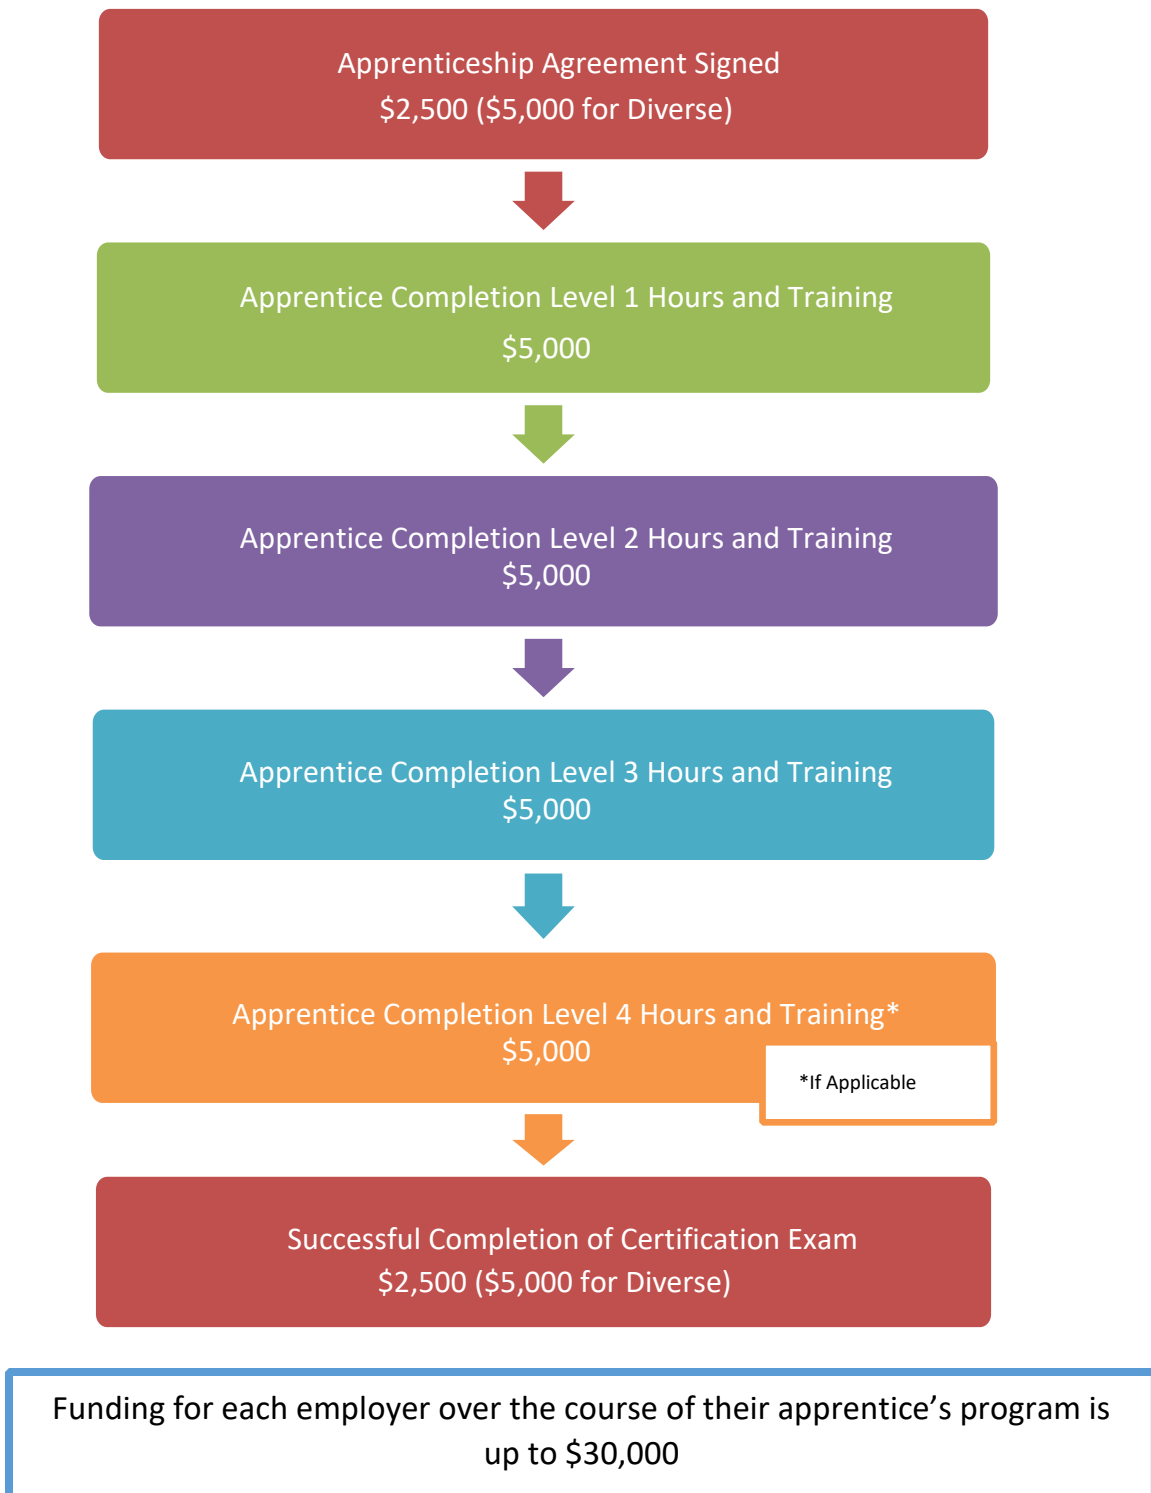 Apprenticeship Agreement Signed
$2,500 ($5,000 for Diverse)
Apprentice Completion Level 1 Hours and Training
$5,000
Apprentice Completion Level 2 Hours and Training
$5,000
Apprentice Completion Level 3 Hours and Training
$5,000
Apprentice Completion Level 4 Hours and Training*
$5,000
*If Applicable
Successful Completion of Certification Exam
$2,500 ($5,000 for Diverse)
Funding for each employer over the course of their apprentice’s program is
up to $30,000